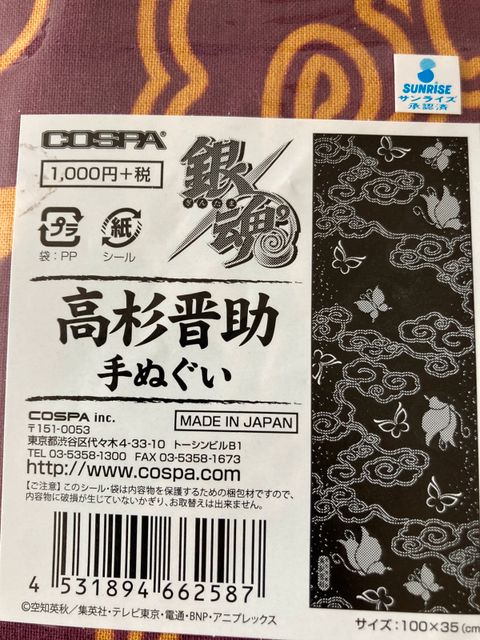 SUNRISE
サンライズ
承認済
COSPA
1,000円+税
銀魂
ぎんたま
プラ
紙
袋:PP
シール
高杉晋助
手ぬぐい
COSPA inc.
MADE IN JAPAN
〒151-0053
東京都渋谷区代々木4-33-10 トーシンビルB1
TEL 03-5358-1300 FAX 03-5358-1673
http://www.cospa.com
【ご注意】このシール・袋は内容物を保護するための梱包材ですので、
内容物に破損が生じていないかぎり、お取替えは出来ません。
4 531894 662587
©空知英秋/集英社・テレビ東京・電通・BNP・アニプレックス
サイズ:100×35(cm